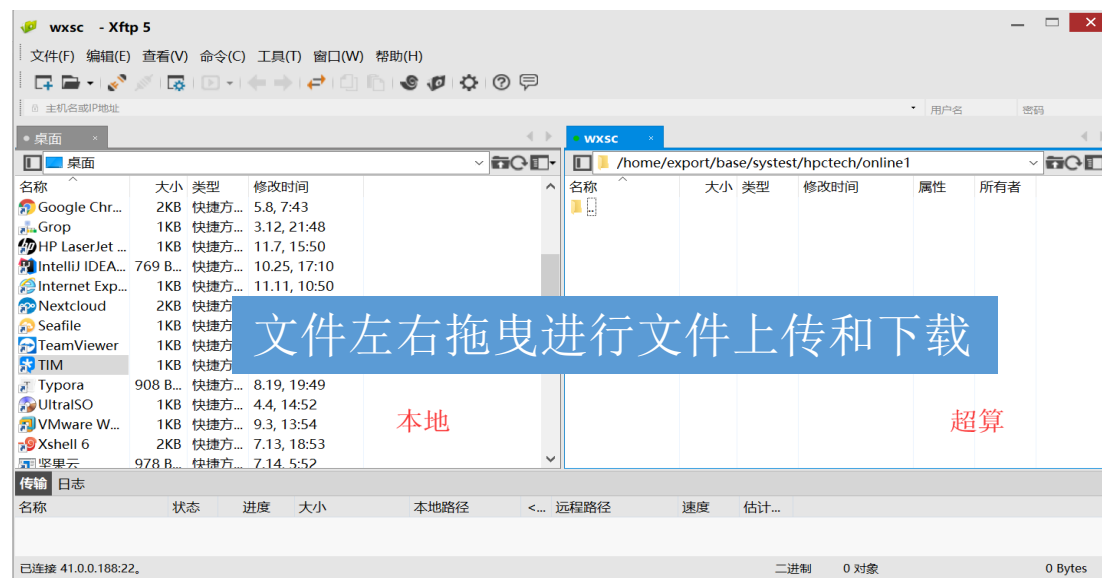 wxsc - Xftp 5
文件(F) 编辑(E) 查看(V) 命令(C) 工具(T) 窗口(W) 帮助(H)
主机名或IP地址 用户名 密码
桌面 ×
桌面
名称 大小 类型 修改时间
Google Chr... 2KB 快捷方... 5.8, 7:43
Grop 1KB 快捷方... 3.12, 21:48
HP LaserJet ... 1KB 快捷方... 11.7, 15:50
IntelliJ IDEA... 769 B... 快捷方... 10.25, 17:10
Internet Exp... 1KB 快捷方... 11.11, 10:50
Nextcloud 2KB 快捷方
Seafile 1KB 快捷方
TeamViewer 1KB 快捷方
TIM 1KB 快捷方
Typora 908 B... 快捷方... 8.19, 19:49
UltraISO 1KB 快捷方... 4.4, 14:52
VMware W... 1KB 快捷方... 9.3, 13:54
Xshell 6 2KB 快捷方... 7.13, 18:53
坚果云 978 B... 快捷方... 7.14, 5:52
本地
wxsc ×
/home/export/base/systest/hpctech/online1
名称 大小 类型 修改时间 属性 所有者
..
文件左右拖曳进行文件上传和下载
超算
传输 日志
名称 状态 进度 大小 本地路径 <... 远程路径 速度 估计...
已连接 41.0.0.188:22。 二进制 0 对象 0 Bytes